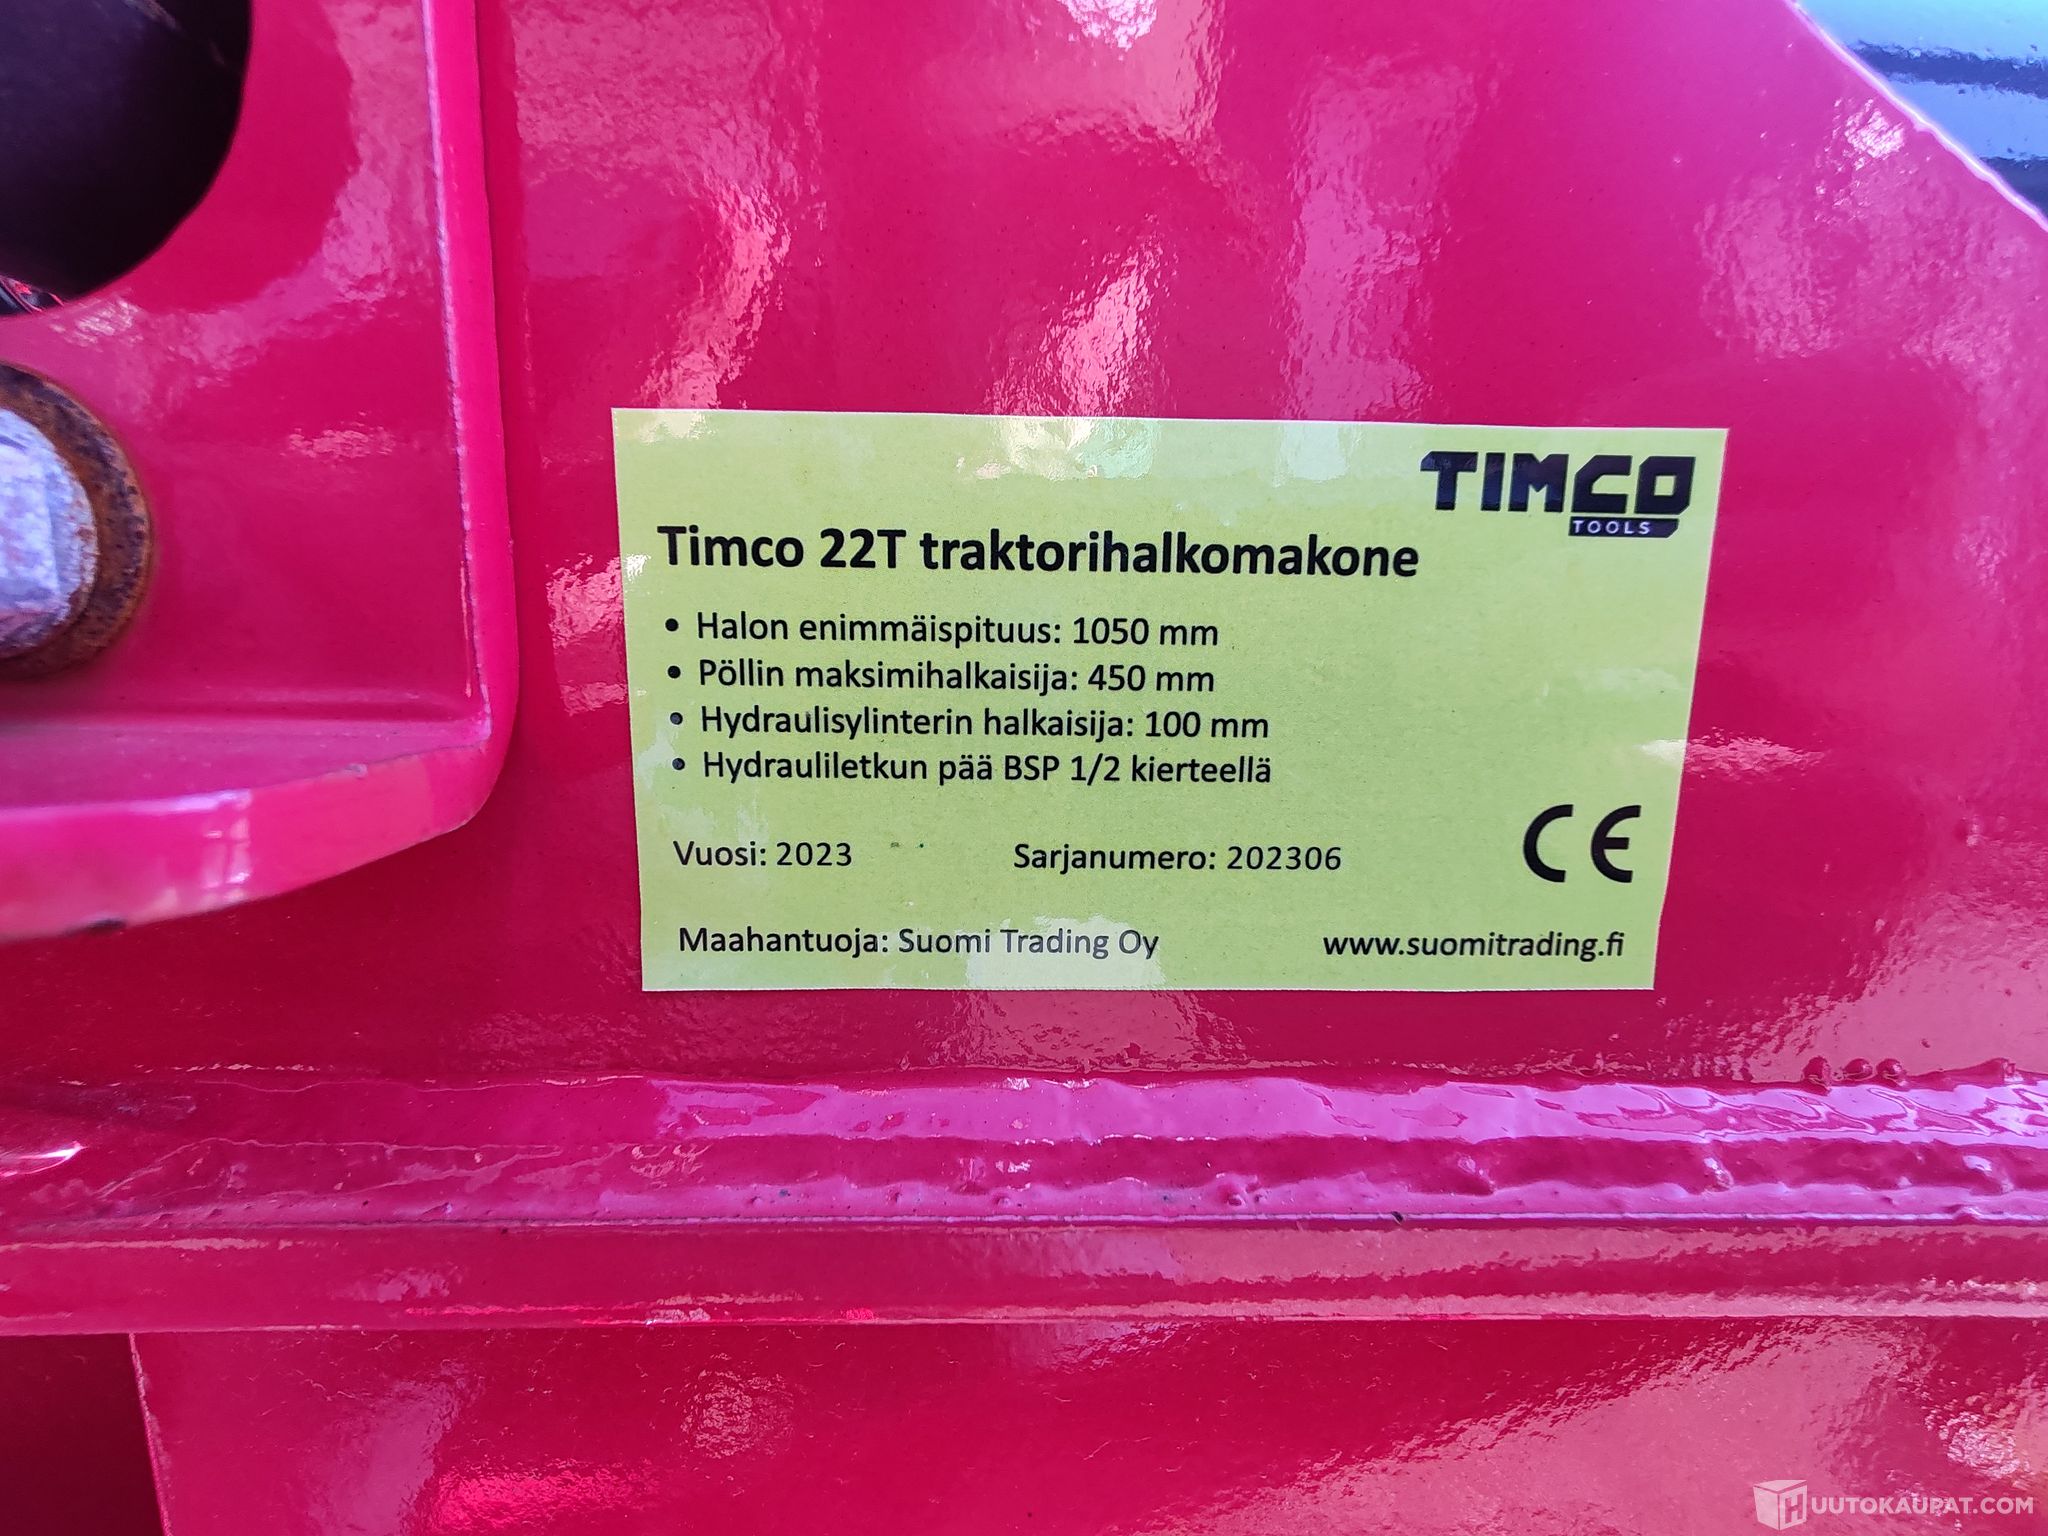 TIMCO
TOOLS
Timco 22T traktorihalkomakone
• Halon enimmäispituus: 1050 mm
• Pöllin maksimihalkaisija: 450 mm
• Hydraulisylinterin halkaisija: 100 mm
• Hydrauliletkun pää BSP 1/2 kierteellä
Vuosi: 2023 Sarjanumero: 202306
CE
Maahantuoja: Suomi Trading Oy www.suomitrading.fi
HUUTOKAUPAT.COM